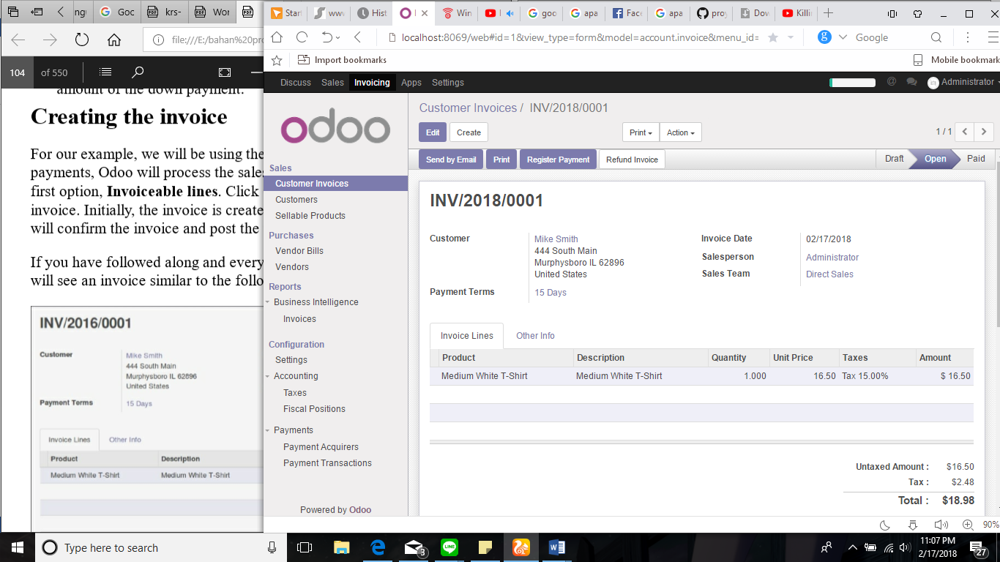 ng
Goc
krs-
Wor
file:///E:/bahan%20pro
104 of 550
amount of the down payment.
Creating the invoice
For our example, we will be using the
payments, Odoo will process the sales
first option, Invoiceable lines. Click
invoice. Initially, the invoice is create
will confirm the invoice and post the
If you have followed along and every
will see an invoice similar to the follo
INV/2016/0001
Customer
Mike Smith
444 South Main
Murphysboro IL 62896
United States
Payment Terms
15 Days
Invoice Lines
Other Info
Product Description
Medium White T-Shirt Medium White T-Shirt
Start
www
Hist
Win
goo
apa
Face
apa
pro
Dov
Killi
localhost:8069/web#id=1&view_type=form&model=account.invoice&menu_id=
Google
Import bookmarks
Mobile bookmark
Discuss Sales Invoicing Apps Settings
Administrator
odoo
Sales
Customer Invoices
Customers
Sellable Products
Purchases
Vendor Bills
Vendors
Reports
Business Intelligence
Invoices
Configuration
Settings
Accounting
Taxes
Fiscal Positions
Payments
Payment Acquirers
Payment Transactions
Powered by Odoo
Customer Invoices / INV/2018/0001
Edit Create
Print Action
1 / 1
Send by Email Print Register Payment Refund Invoice
Draft Open Paid
INV/2018/0001
Customer
Mike Smith
444 South Main
Murphysboro IL 62896
United States
Payment Terms
15 Days
Invoice Date 02/17/2018
Salesperson Administrator
Sales Team Direct Sales
Invoice Lines
Other Info
Product Description Quantity Unit Price Taxes Amount
Medium White T-Shirt Medium White T-Shirt 1.000 16.50 Tax 15.00% $ 16.50
Untaxed Amount : $16.50
Tax : $2.48
Total : $18.98
90%
Type here to search
3
LINE
11:07 PM
2/17/2018
27